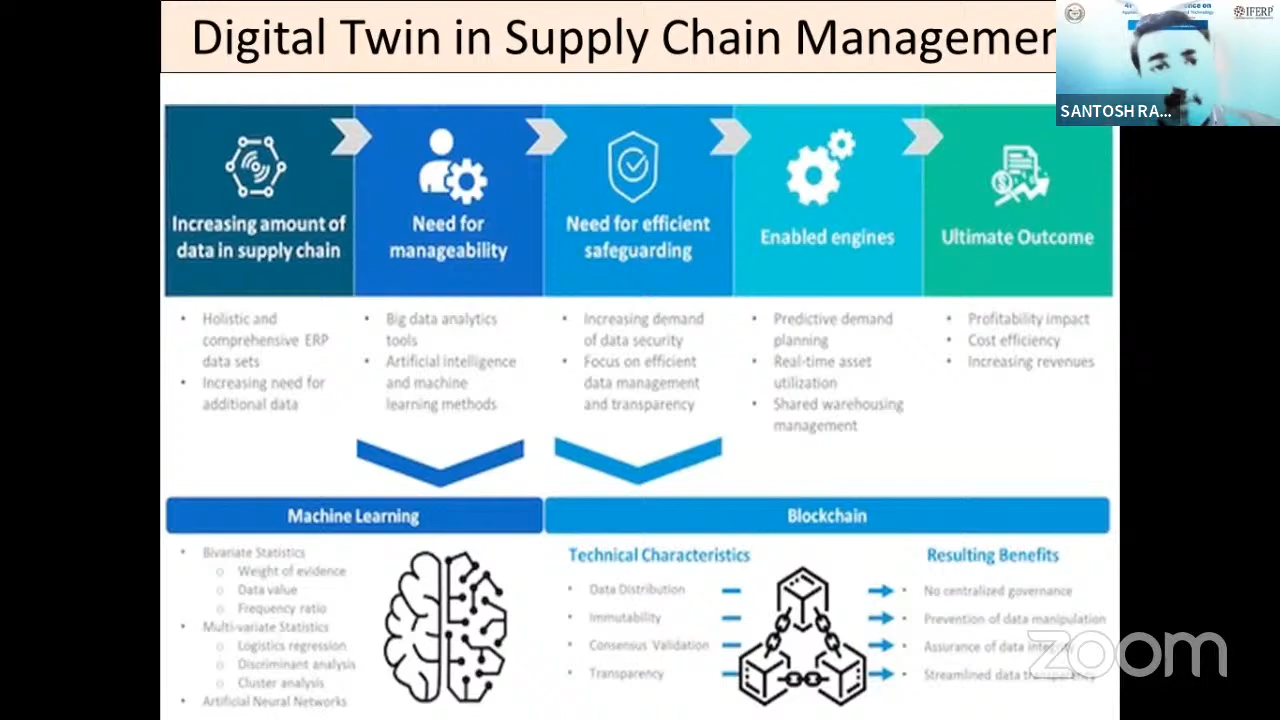 Digital Twin in Supply Chain Managemen
IFERP
SANTOSH RA...
Increasing amount of
data in supply chain
Need for
manageability
Need for efficient
safeguarding
Enabled engines
Ultimate Outcome
• Holistic and
comprehensive ERP
data sets
• Increasing need for
additional data
• Big data analytics
tools
• Artificial intelligence
and machine
learning methods
• Increasing demand
of data security
• Focus on efficient
data management
and transparency
• Predictive demand
planning
• Real-time asset
utilization
• Shared warehousing
management
• Profitability impact
• Cost efficiency
• Increasing revenues
Machine Learning
• Bivariate Statistics
o Weight of evidence
o Data value
o Frequency ratio
• Multi-variate Statistics
o Logistics regression
o Discriminant analysis
o Cluster analysis
• Artificial Neural Networks
Blockchain
Technical Characteristics
• Data Distribution
• Immutability
• Consensus Validation
• Transparency
Resulting Benefits
• No centralized governance
• Prevention of data manipulation
• Assurance of data integrity
• Streamlined data transparency
zoom